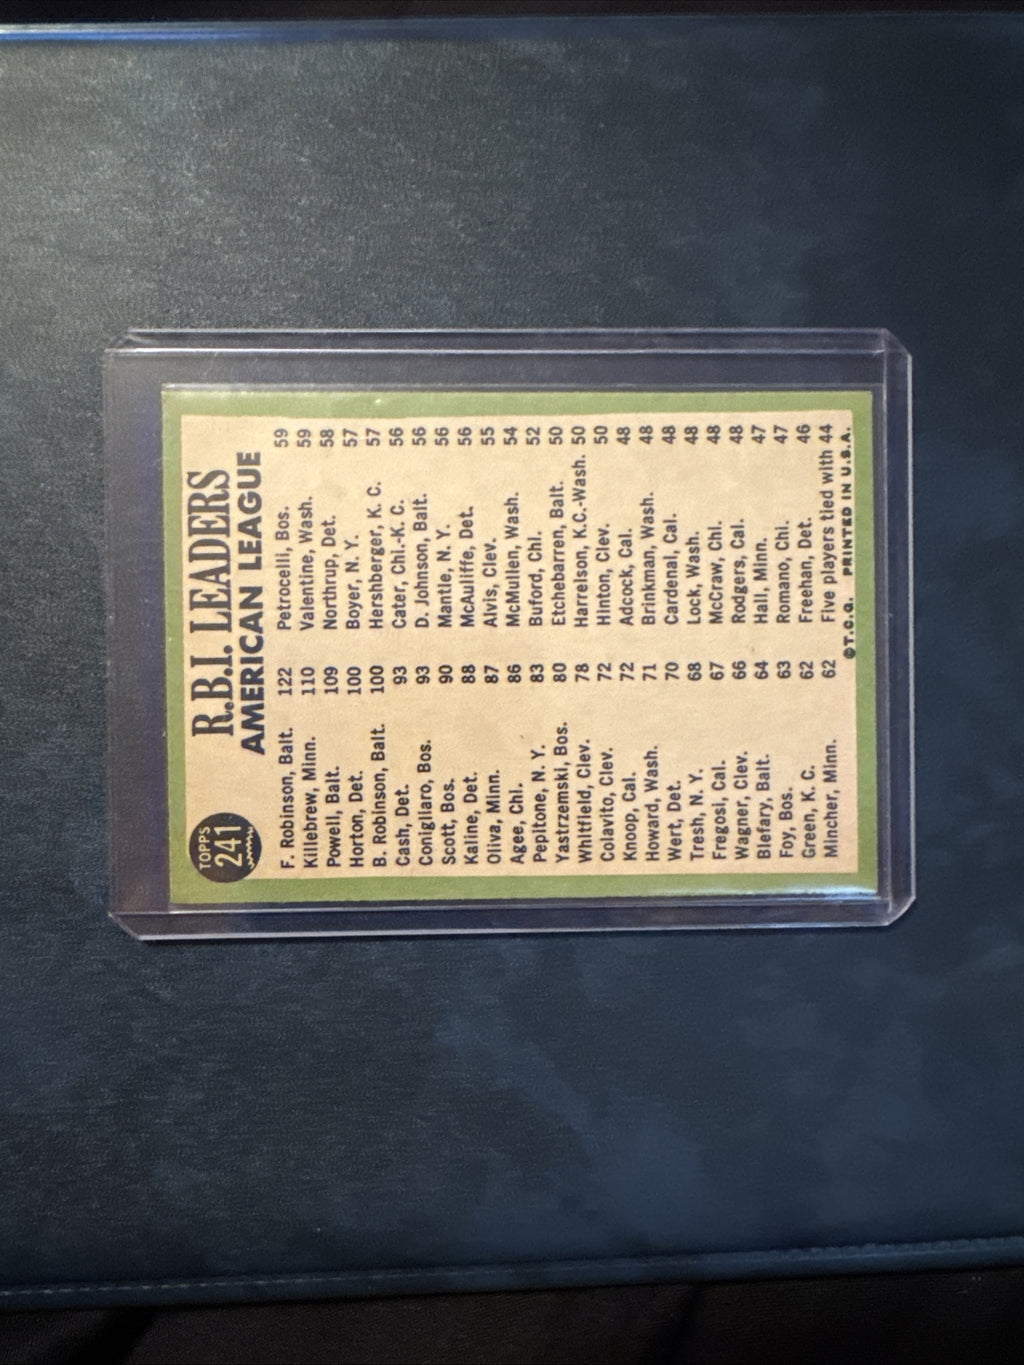 TOPPS
241
R.B.I. LEADERS
AMERICAN LEAGUE
F. Robinson, Balt. 122
Killebrew, Minn. 110
Powell, Balt. 109
Horton, Det. 100
B. Robinson, Balt. 100
Cash, Det. 93
Conigliaro, Bos. 93
Scott, Bos. 90
Kaline, Det. 88
Oliva, Minn. 87
Agee, Chi. 86
Pepitone, N. Y. 83
Yastrzemski, Bos. 80
Whitfield, Clev. 78
Colavito, Clev. 72
Knoop, Cal. 72
Howard, Wash. 71
Wert, Det. 70
Tresh, N. Y. 68
Fregosi, Cal. 67
Wagner, Clev. 66
Blefary, Balt. 64
Foy, Bos. 63
Green, K. C. 62
Mincher, Minn. 62
Petrocelli, Bos. 59
Valentine, Wash. 59
Northrup, Det. 58
Boyer, N. Y. 57
Hershberger, K. C. 57
Cater, Chi.-K. C. 56
D. Johnson, Balt. 56
Mantle, N. Y. 56
McAuliffe, Det. 56
Alvis, Clev. 55
McMullen, Wash. 54
Buford, Chi. 52
Etchebarren, Balt. 50
Harrelson, K.C.-Wash. 50
Hinton, Clev. 50
Adcock, Cal. 48
Brinkman, Wash. 48
Cardenal, Cal. 48
Lock, Wash. 48
McCraw, Chi. 48
Rodgers, Cal. 48
Hall, Minn. 47
Romano, Chi. 47
Freehan, Det. 46
Five players tied with 44
©T.C.G. PRINTED IN U.S.A.